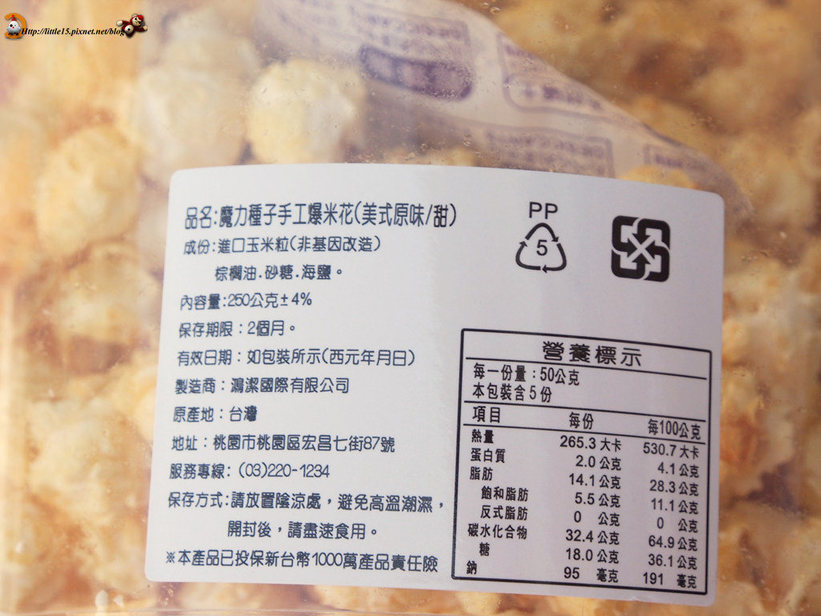 Http://little15.pixnet.net/blog
品名:魔力種子手工爆米花(美式原味/甜)
成份:進口玉米粒(非基因改造)
棕櫚油.砂糖.海鹽。
內容量:250公克±4%
保存期限：2個月。
有效日期：如包裝所示(西元年月日)
製造商：鴻潔國際有限公司
原產地：台灣
地址：桃園市桃園區宏昌七街87號
服務專線：(03)220-1234
保存方式:請放置陰涼處，避免高溫潮濕，
開封後，請盡速食用。
※本產品已投保新台幣1000萬產品責任險
PP
5
營養標示
每一份量：50公克
本包裝含5份
項目 每份 每100公克
熱量 265.3 大卡 530.7 大卡
蛋白質 2.0 公克 4.1 公克
脂肪 14.1 公克 28.3 公克
飽和脂肪 5.5 公克 11.1 公克
反式脂肪 0 公克 0 公克
碳水化合物 32.4 公克 64.9 公克
糖 18.0 公克 36.1 公克
鈉 95 毫克 191 毫克